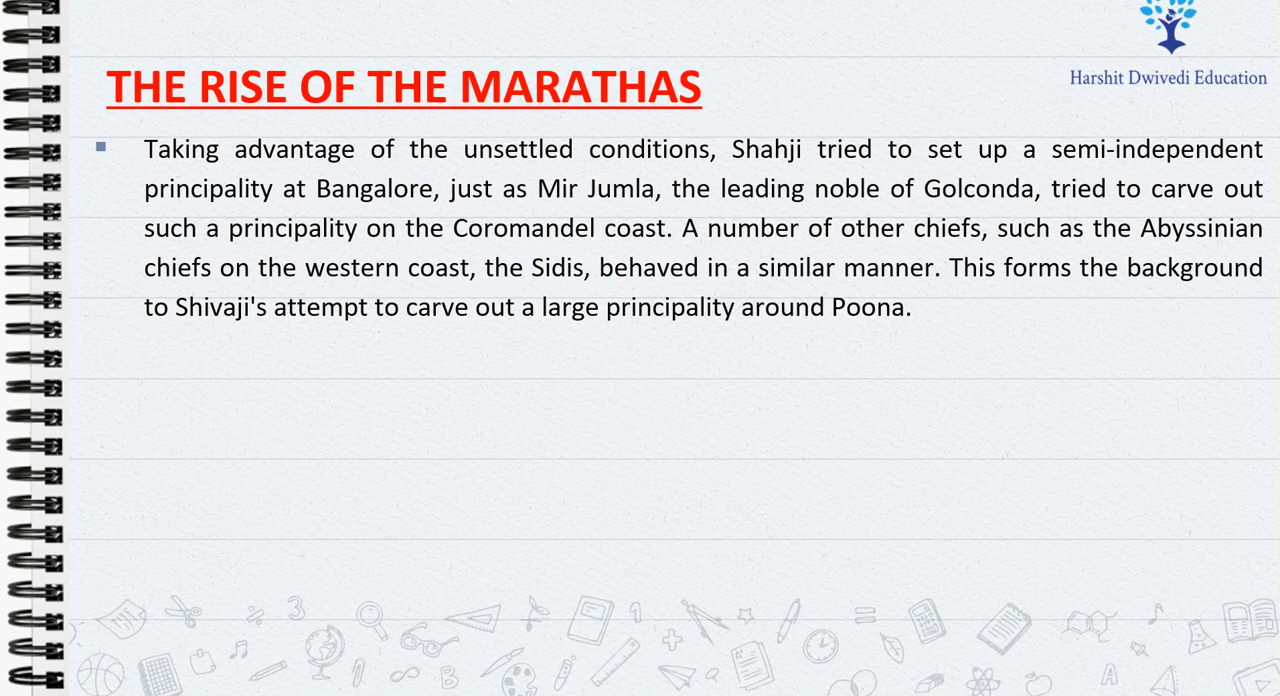 Harshit Dwivedi Education
THE RISE OF THE MARATHAS
Taking advantage of the unsettled conditions, Shahji tried to set up a semi-independent
principality at Bangalore, just as Mir Jumla, the leading noble of Golconda, tried to carve out
such a principality on the Coromandel coast. A number of other chiefs, such as the Abyssinian
chiefs on the western coast, the Sidis, behaved in a similar manner. This forms the background
to Shivaji's attempt to carve out a large principality around Poona.